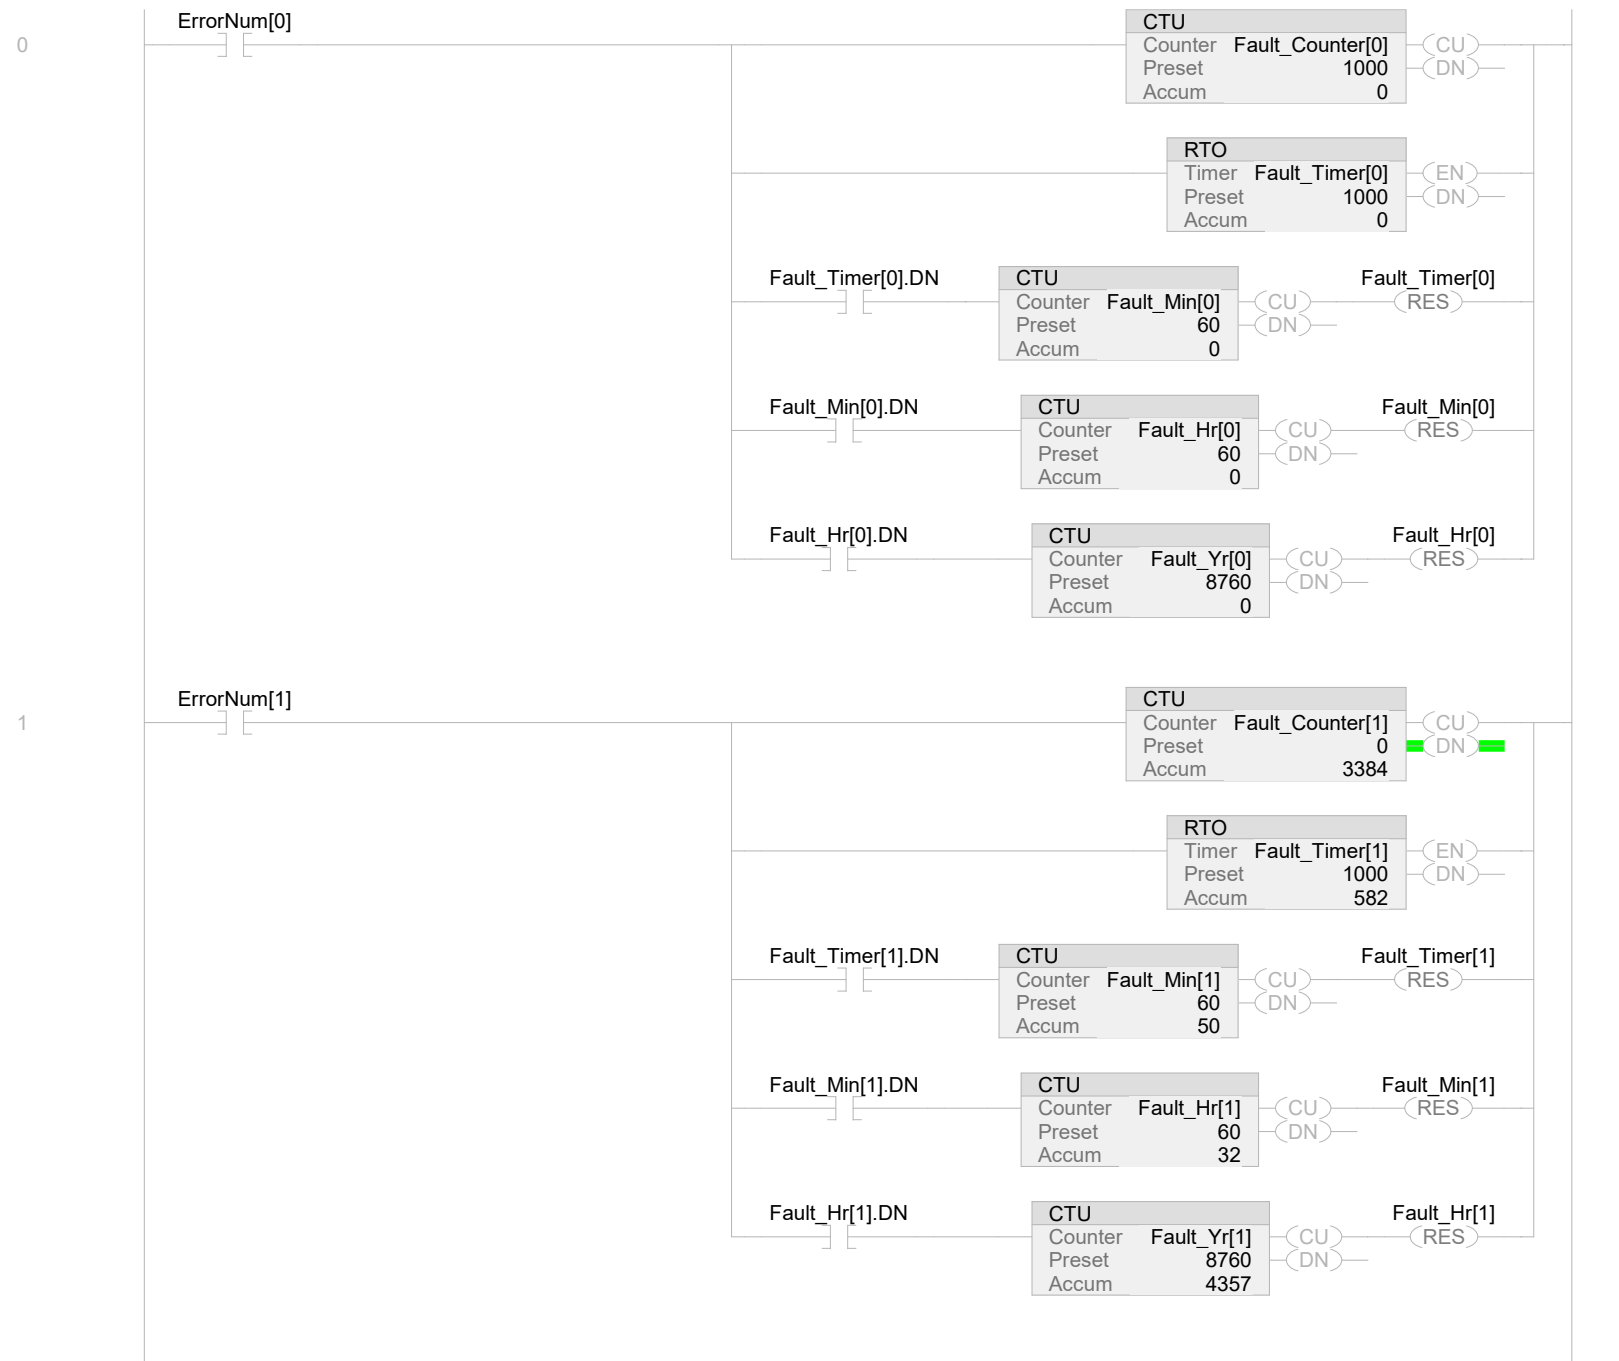 ErrorNum[0]
0
CTU
Counter Fault_Counter[0] CU
Preset 1000 DN
Accum 0
RTO
Timer Fault_Timer[0] EN
Preset 1000 DN
Accum 0
Fault_Timer[0].DN CTU Fault_Timer[0]
Counter Fault_Min[0] CU RES
Preset 60 DN
Accum 0
Fault_Min[0].DN CTU Fault_Min[0]
Counter Fault_Hr[0] CU RES
Preset 60 DN
Accum 0
Fault_Hr[0].DN CTU Fault_Hr[0]
Counter Fault_Yr[0] CU RES
Preset 8760 DN
Accum 0
ErrorNum[1]
1
CTU
Counter Fault_Counter[1] CU
Preset 0 DN
Accum 3384
RTO
Timer Fault_Timer[1] EN
Preset 1000 DN
Accum 582
Fault_Timer[1].DN CTU Fault_Timer[1]
Counter Fault_Min[1] CU RES
Preset 60 DN
Accum 50
Fault_Min[1].DN CTU Fault_Min[1]
Counter Fault_Hr[1] CU RES
Preset 60 DN
Accum 32
Fault_Hr[1].DN CTU Fault_Hr[1]
Counter Fault_Yr[1] CU RES
Preset 8760 DN
Accum 4357